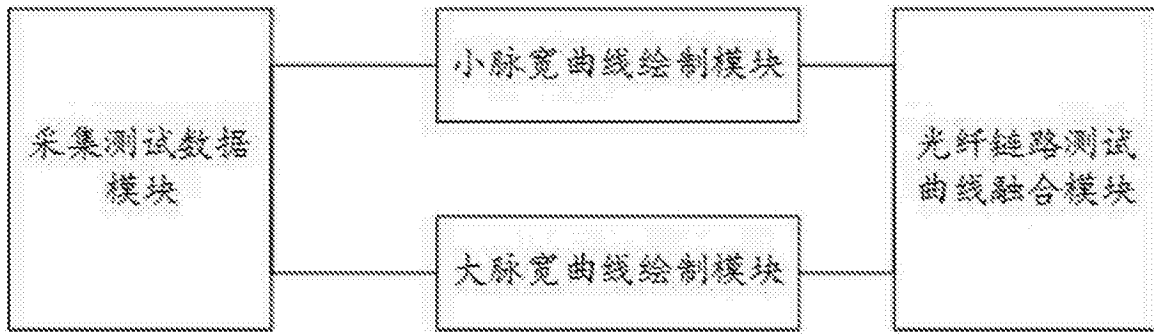 采集测试数据
模块
小脉宽曲线绘制模块
大脉宽曲线绘制模块
光纤链路测试
曲线融合模块